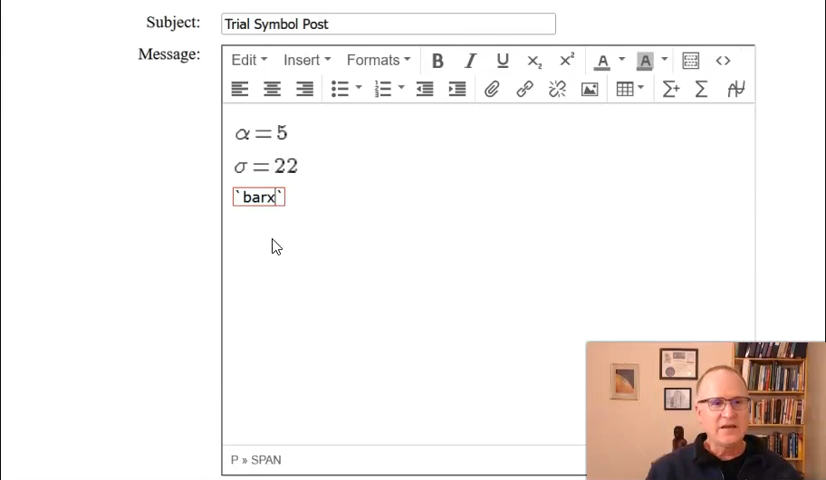 Subject: Trial Symbol Post
Message:
Edit Insert Formats B I U x₂ x² A A <>
Σ+ Σ
α = 5
σ = 22
`barx`
P » SPAN